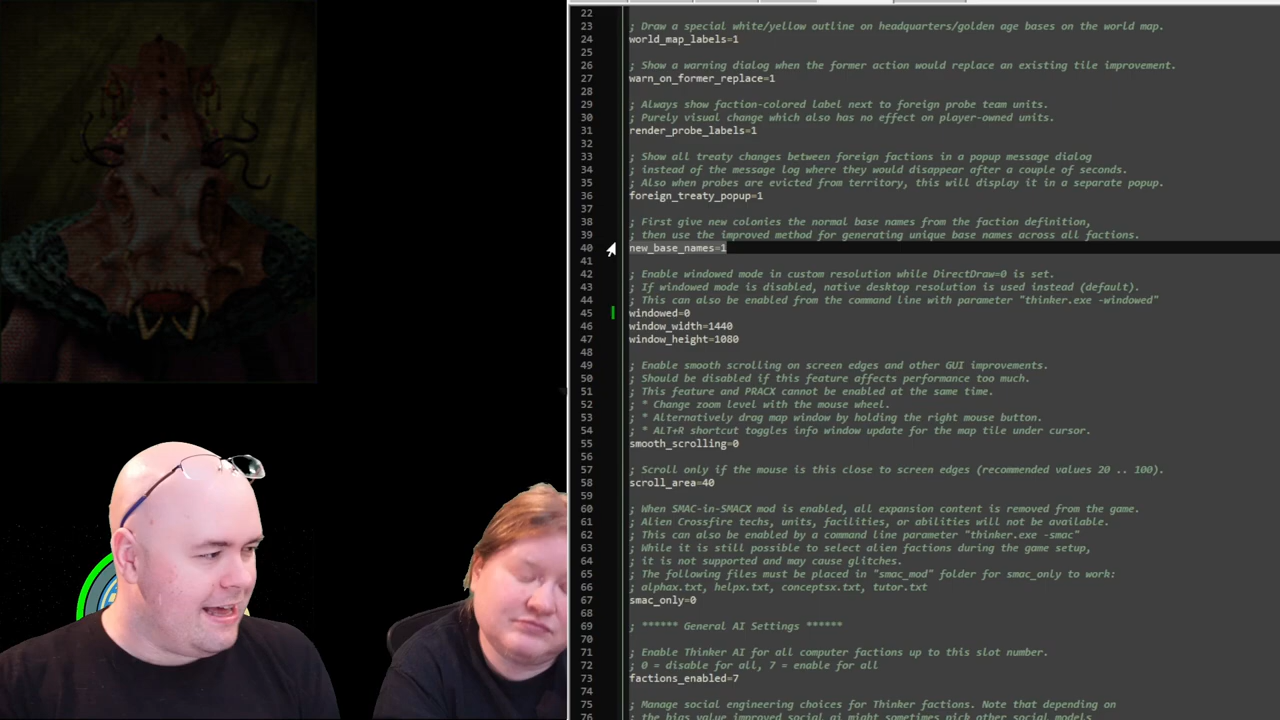 22
23 ; Draw a special white/yellow outline on headquarters/golden age bases on the world map.
24 world_map_labels=1
25
26 ; Show a warning dialog when the former action would replace an existing tile improvement.
27 warn_on_former_replace=1
28
29 ; Always show faction-colored label next to foreign probe team units.
30 ; Purely visual change which also has no effect on player-owned units.
31 render_probe_labels=1
32
33 ; Show all treaty changes between foreign factions in a popup message dialog
34 ; instead of the message log where they would disappear after a couple of seconds.
35 ; Also when probes are evicted from territory, this will display it in a separate popup.
36 foreign_treaty_popup=1
37
38 ; First give new colonies the normal base names from the faction definition,
39 ; then use the improved method for generating unique base names across all factions.
40 new_base_names=1
41
42 ; Enable windowed mode in custom resolution while DirectDraw=0 is set.
43 ; If windowed mode is disabled, native desktop resolution is used instead (default).
44 ; This can also be enabled from the command line with parameter "thinker.exe -windowed"
45 windowed=0
46 window_width=1440
47 window_height=1080
48
49 ; Enable smooth scrolling on screen edges and other GUI improvements.
50 ; Should be disabled if this feature affects performance too much.
51 ; This feature and PRACX cannot be enabled at the same time.
52 ; * Change zoom level with the mouse wheel.
53 ; * Alternatively drag map window by holding the right mouse button.
54 ; * ALT+R shortcut toggles info window update for the map tile under cursor.
55 smooth_scrolling=0
56
57 ; Scroll only if the mouse is this close to screen edges (recommended values 20 .. 100).
58 scroll_area=40
59
60 ; When SMAC-in-SMACX mod is enabled, all expansion content is removed from the game.
61 ; Alien Crossfire techs, units, facilities, or abilities will not be available.
62 ; This can also be enabled by a command line parameter "thinker.exe -smac"
63 ; While it is still possible to select alien factions during the game setup,
64 ; it is not supported and may cause glitches.
65 ; The following files must be placed in "smac_mod" folder for smac_only to work:
66 ; alphax.txt, helpx.txt, conceptsx.txt, tutor.txt
67 smac_only=0
68
69 ; ****** General AI Settings ******
70
71 ; Enable Thinker AI for all computer factions up to this slot number.
72 ; 0 = disable for all, 7 = enable for all
73 factions_enabled=7
74
75 ; Manage social engineering choices for Thinker factions. Note that depending on
76 ; the bias value improved social ai might sometimes pick other social models